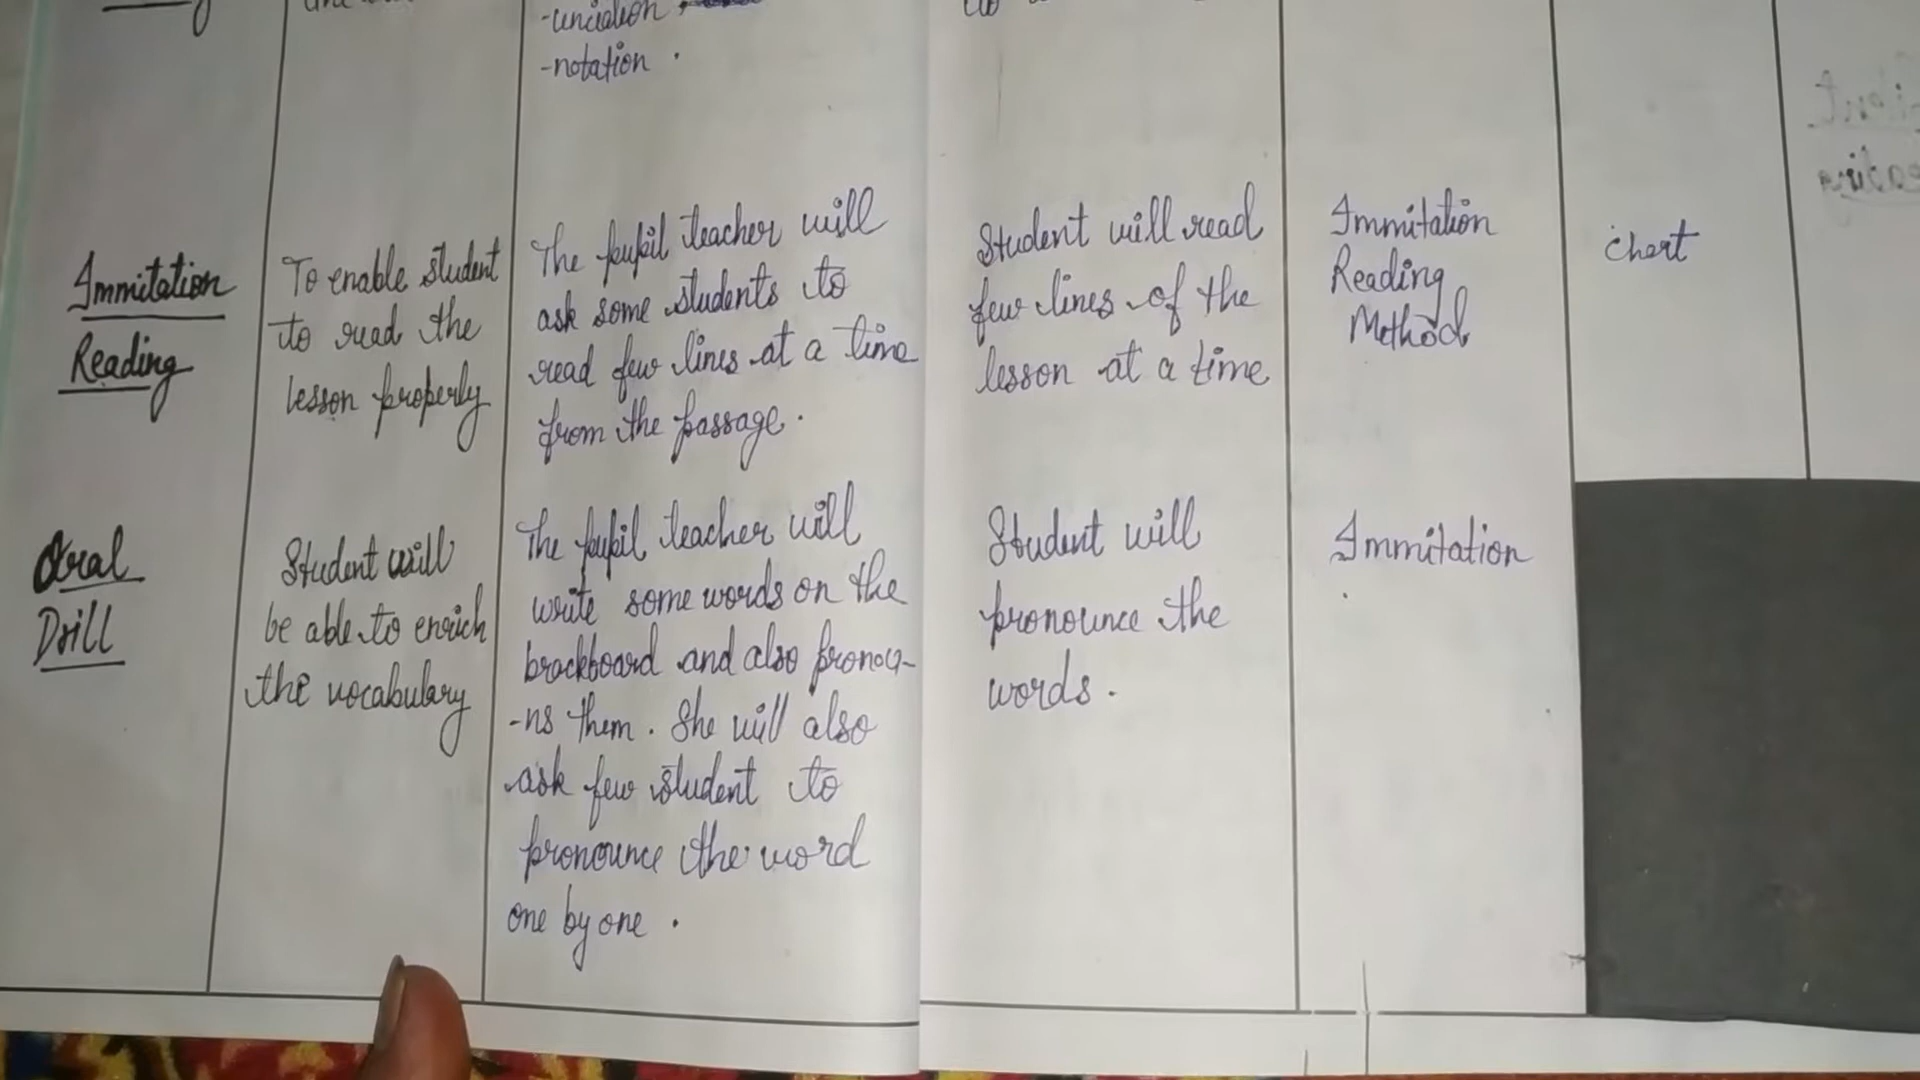 -unciation
-notation .
Immitation
Reading
To enable student
to read the
lesson properly
The pupil teacher will
ask some students to
read few lines at a time
from the passage.
Student will read
few lines of the
lesson at a time
Immitation
Reading
Method
chart
Oral
Drill
Student will
be able to enrich
the vocabulary
The pupil teacher will
write some words on the
brackboard and also pronou-
-ns them. She will also
ask few student to
pronounce the word
one by one .
Student will
pronounce the
words.
Immitation